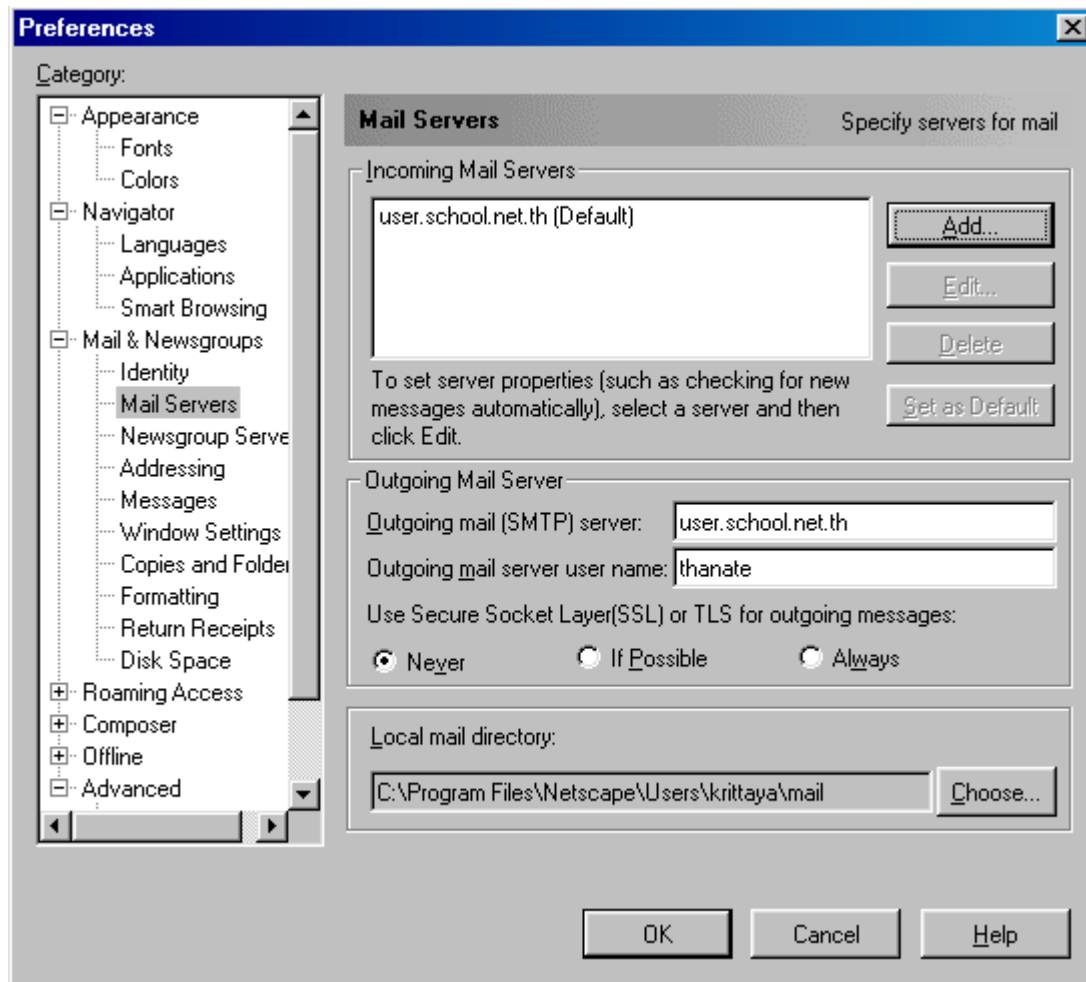 Preferences
Category:
Appearance
Fonts
Colors
Navigator
Languages
Applications
Smart Browsing
Mail & Newsgroups
Identity
Mail Servers
Newsgroup Serve
Addressing
Messages
Window Settings
Copies and Folder
Formatting
Return Receipts
Disk Space
Roaming Access
Composer
Offline
Advanced
Mail Servers
Specify servers for mail
Incoming Mail Servers
user.school.net.th (Default)
Add...
Edit...
Delete
Set as Default
To set server properties (such as checking for new
messages automatically), select a server and then
click Edit.
Outgoing Mail Server
Outgoing mail (SMTP) server: user.school.net.th
Outgoing mail server user name: thanate
Use Secure Socket Layer(SSL) or TLS for outgoing messages:
Never If Possible Always
Local mail directory:
C:\Program Files\Netscape\Users\krittaya\mail Choose...
OK Cancel Help